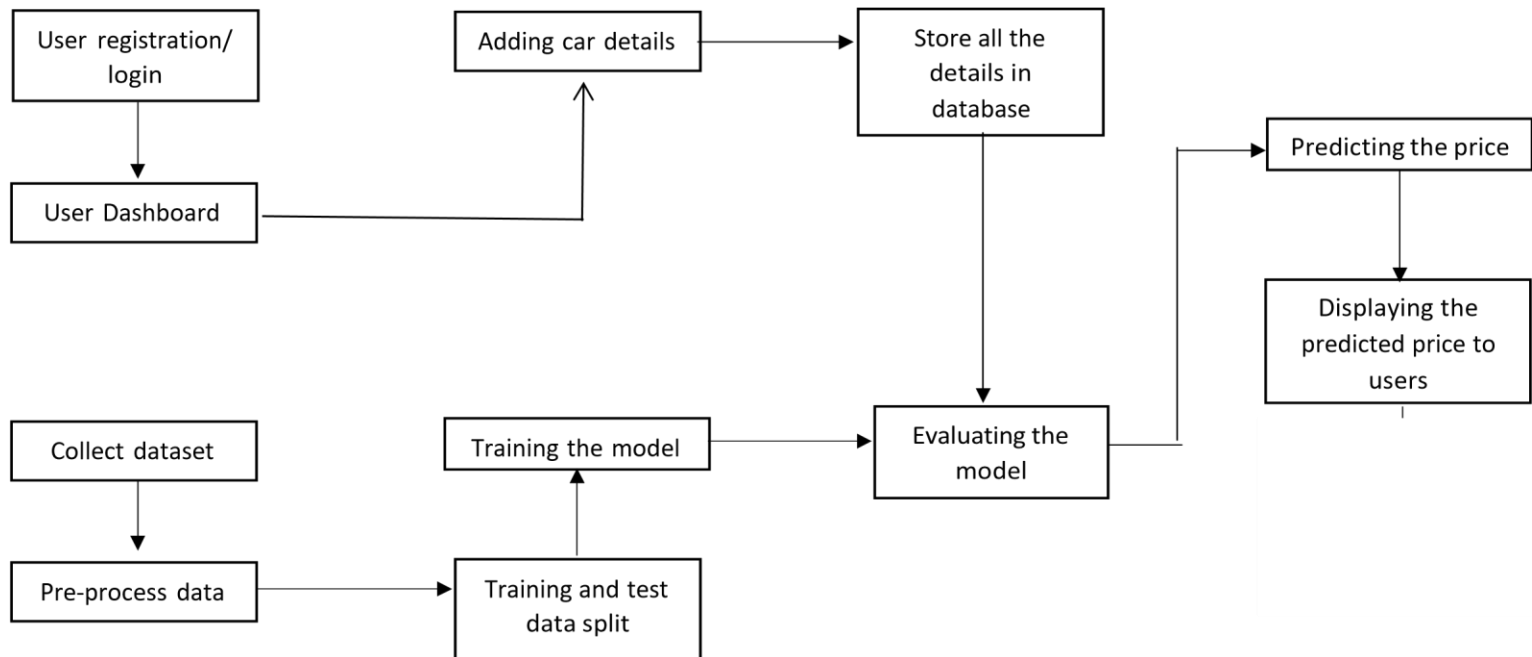 User registration/
login
Adding car details
Store all the
details in
database
Predicting the price
User Dashboard
Displaying the
predicted price to
users
Collect dataset
Training the model
Evaluating the
model
Pre-process data
Training and test
data split